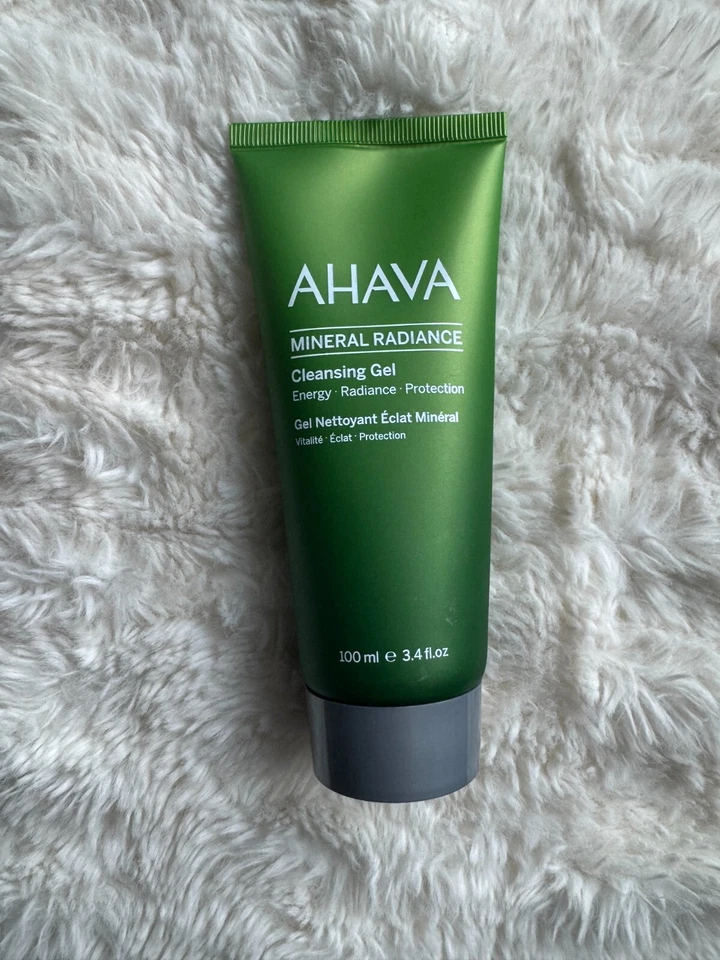 AHAVA
MINERAL RADIANCE
Cleansing Gel
Energy · Radiance · Protection
Gel Nettoyant Éclat Minéral
Vitalité · Éclat · Protection
100 ml ℮ 3.4 fl.oz